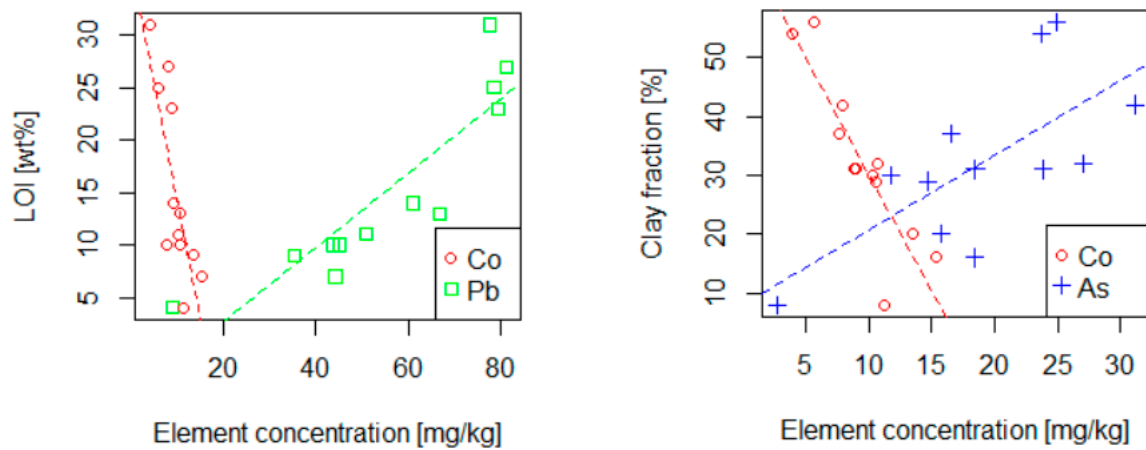 LOI [wt%]
30
25
20
15
10
5
Co
Pb
20 40 60 80
Element concentration [mg/kg]
Clay fraction [%]
50
40
30
20
10
Co
As
5 10 15 20 25 30
Element concentration [mg/kg]